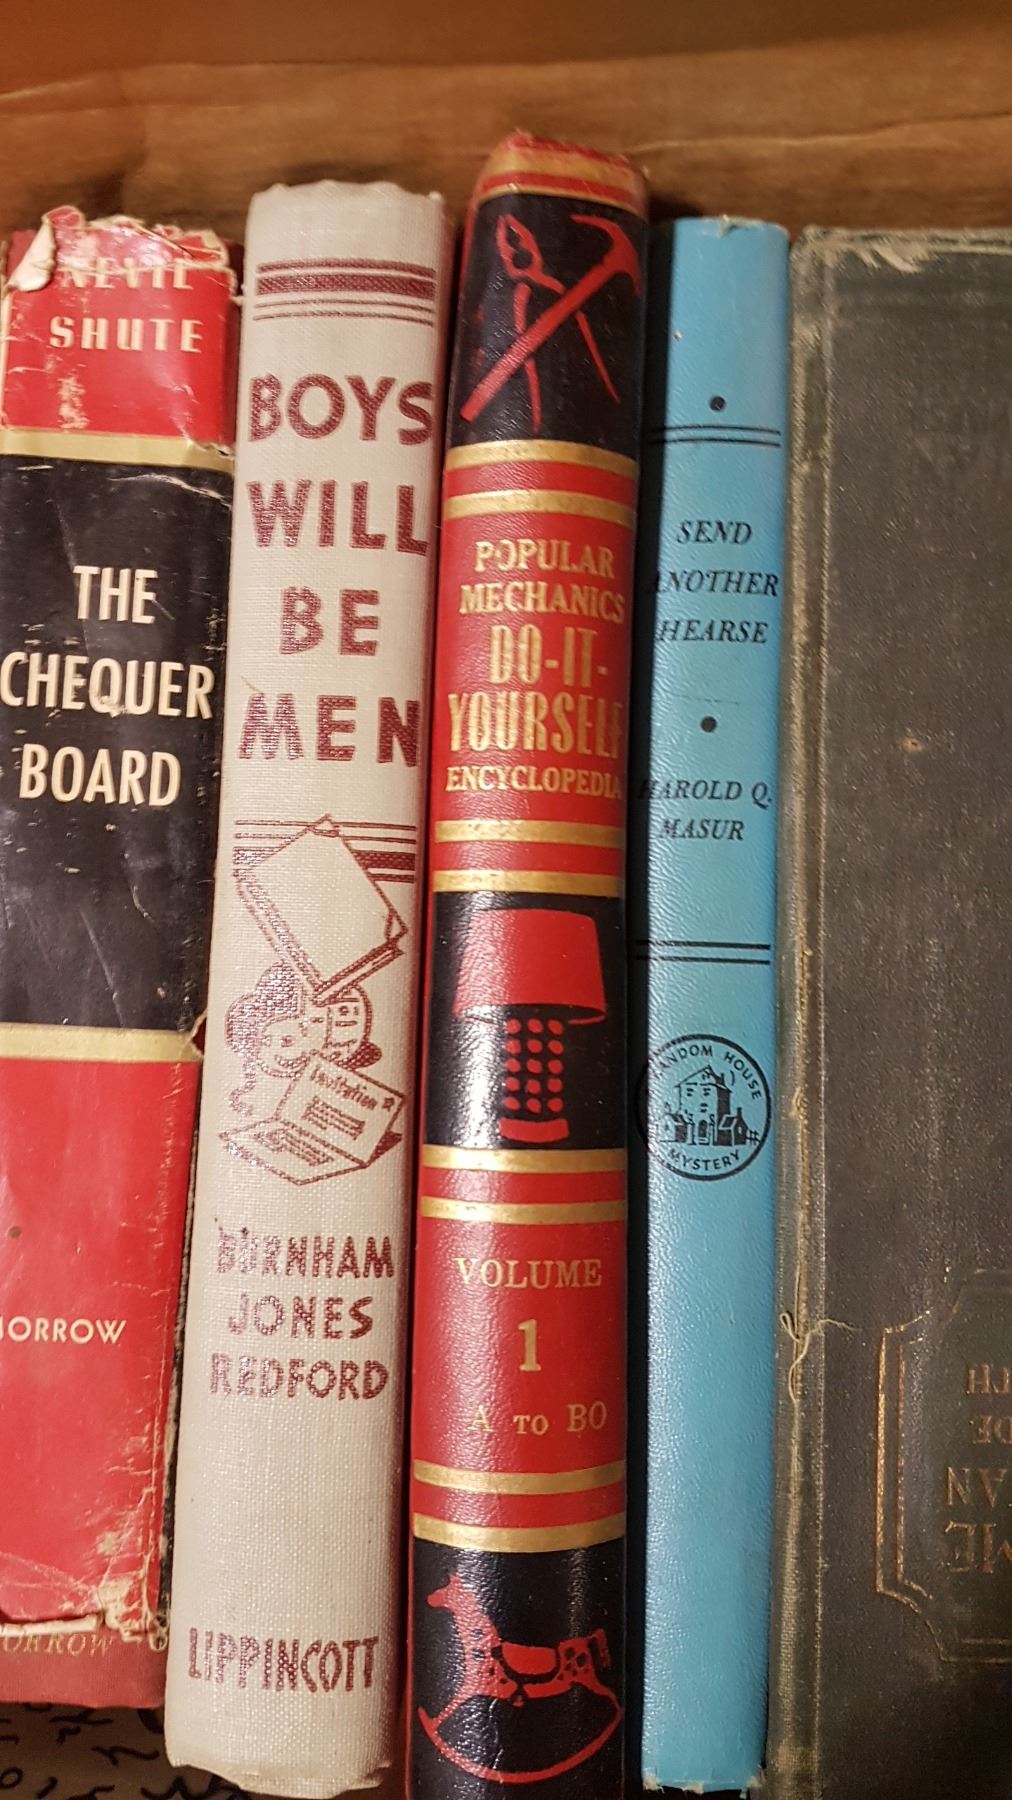 NEVIL
SHUTE
THE
CHEQUER
BOARD
MORROW
MORROW
BOYS
WILL
BE
MEN
Invitation
BURNHAM
JONES
REDFORD
LIPPINCOTT
POPULAR
MECHANICS
DO-IT-
YOURSELF
ENCYCLOPEDIA
VOLUME
1
A TO BO
SEND
ANOTHER
HEARSE
HAROLD Q.
MASUR
RANDOM HOUSE
MYSTERY